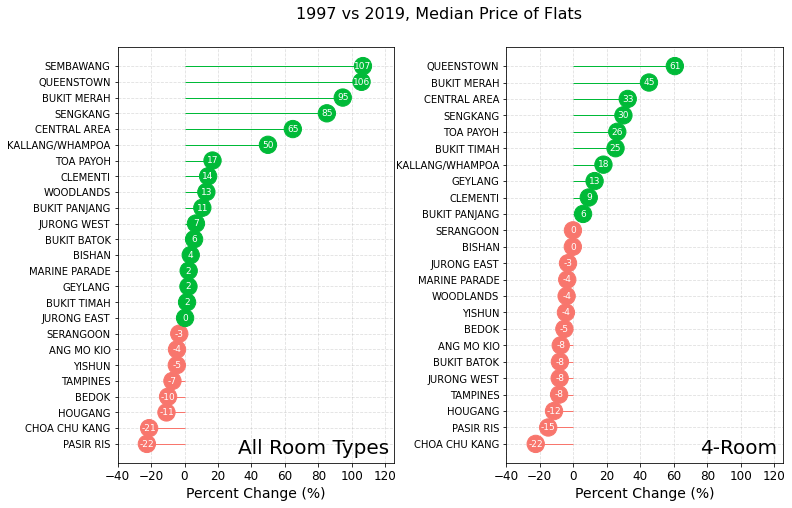 1997 vs 2019, Median Price of Flats
SEMBAWANG 107
QUEENSTOWN 106
BUKIT MERAH 95
SENGKANG 85
CENTRAL AREA 65
KALLANG/WHAMPOA 50
TOA PAYOH 17
CLEMENTI 14
WOODLANDS 13
BUKIT PANJANG 11
JURONG WEST 7
BUKIT BATOK 6
BISHAN 4
MARINE PARADE 2
GEYLANG 2
BUKIT TIMAH 2
JURONG EAST 0
SERANGOON -3
ANG MO KIO -4
YISHUN -5
TAMPINES -7
BEDOK -10
HOUGANG -11
CHOA CHU KANG -21
PASIR RIS -22
All Room Types
−40 −20 0 20 40 60 80 100 120
Percent Change (%)
QUEENSTOWN 61
BUKIT MERAH 45
CENTRAL AREA 33
SENGKANG 30
TOA PAYOH 26
BUKIT TIMAH 25
KALLANG/WHAMPOA 18
GEYLANG 13
CLEMENTI 9
BUKIT PANJANG 6
SERANGOON 0
BISHAN 0
JURONG EAST -3
MARINE PARADE -4
WOODLANDS -4
YISHUN -4
BEDOK -5
ANG MO KIO -8
BUKIT BATOK -8
JURONG WEST -8
TAMPINES -8
HOUGANG -12
PASIR RIS -15
CHOA CHU KANG -22
4-Room
−40 −20 0 20 40 60 80 100 120
Percent Change (%)